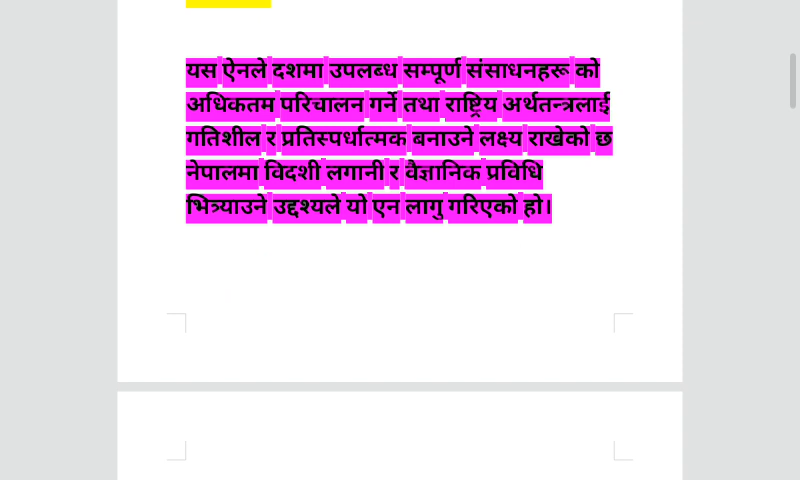 यस ऐनले दशमा उपलब्ध सम्पूर्ण संसाधनहरू को
अधिकतम परिचालन गर्ने तथा राष्ट्रिय अर्थतन्त्रलाई
गतिशील र प्रतिस्पर्धात्मक बनाउने लक्ष्य राखेको छ
नेपालमा विदशी लगानी र वैज्ञानिक प्रविधि
भित्र्याउने उद्दश्यले यो एन लागु गरिएको हो।